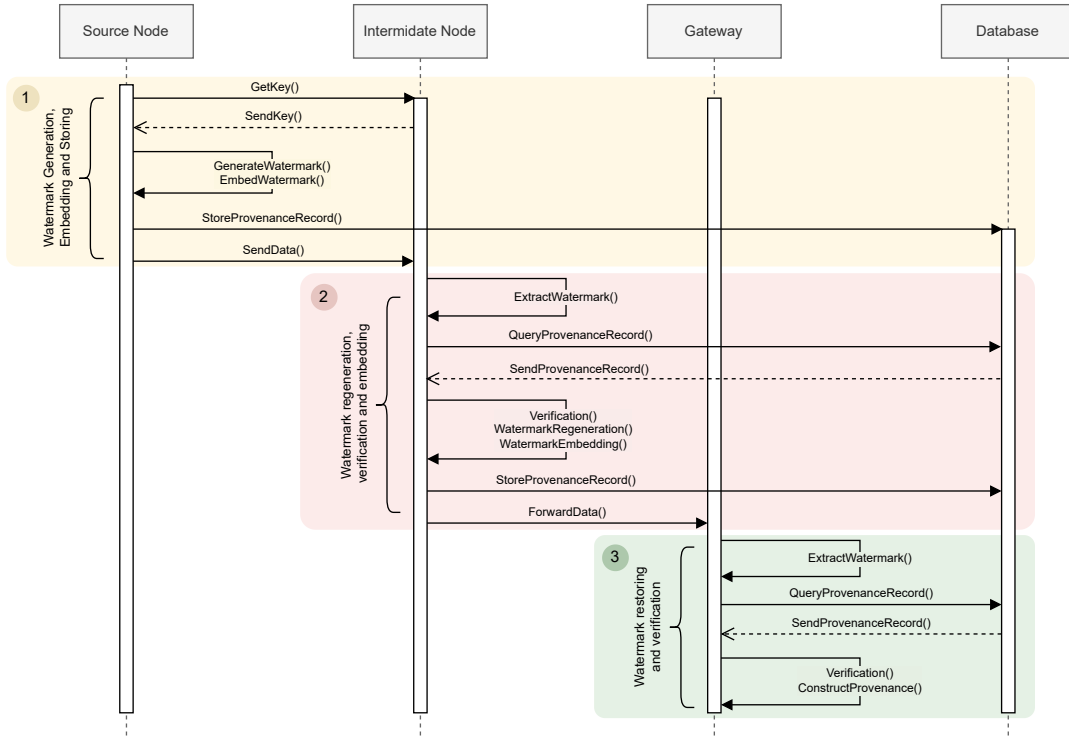 Source Node
Intermidate Node
Gateway
Database
1
Watermark Generation,
Embedding and Storing
GetKey()
SendKey()
GenerateWatermark()
EmbedWatermark()
StoreProvenanceRecord()
SendData()
2
Watermark regeneration,
verification and embedding
ExtractWatermark()
QueryProvenanceRecord()
SendProvenanceRecord()
Verification()
WatermarkRegeneration()
WatermarkEmbedding()
StoreProvenanceRecord()
ForwardData()
3
Watermark restoring
and verification
ExtractWatermark()
QueryProvenanceRecord()
SendProvenanceRecord()
Verification()
ConstructProvenance()